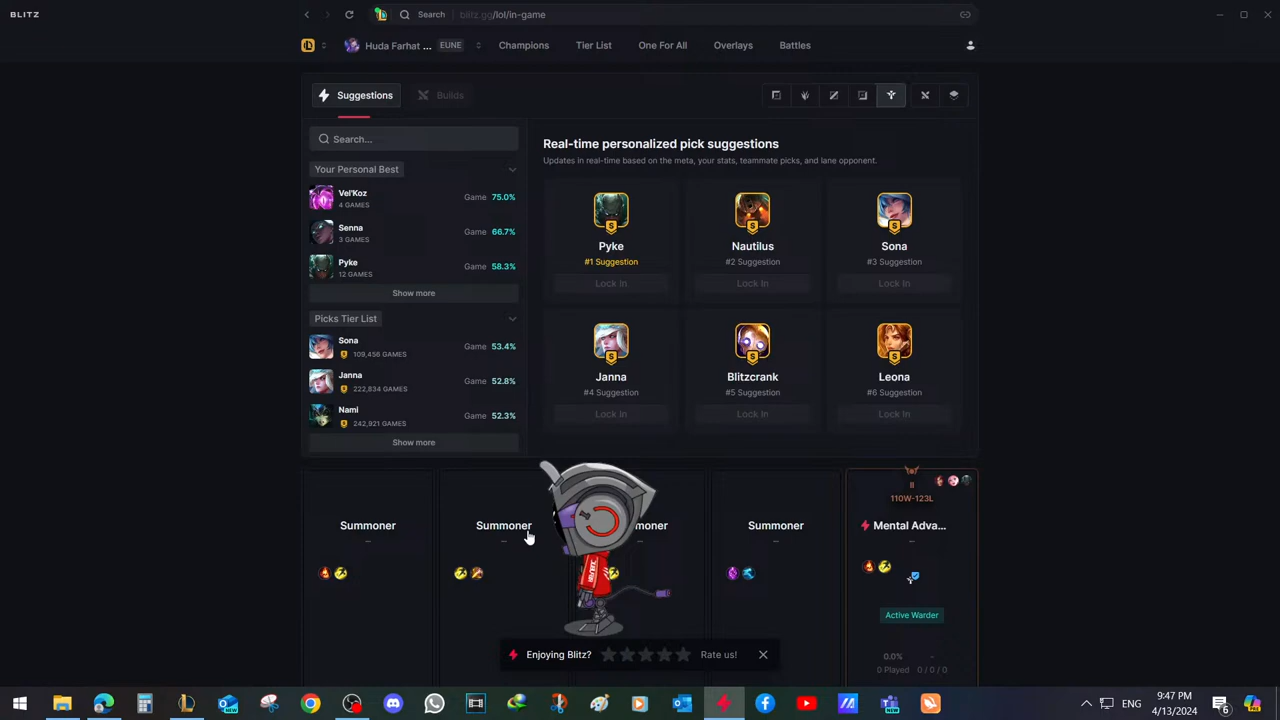 BLITZ
Search blitz.gg/lol/in-game
Huda Farhat ... EUNE Champions Tier List One For All Overlays Battles
Suggestions Builds
Search...
Your Personal Best
Vel'Koz
4 GAMES
Game 75.0%
Senna
3 GAMES
Game 66.7%
Pyke
12 GAMES
Game 58.3%
Show more
Picks Tier List
Sona
109,456 GAMES
Game 53.4%
Janna
222,834 GAMES
Game 52.8%
Nami
242,921 GAMES
Game 52.3%
Show more
Real-time personalized pick suggestions
Updates in real-time based on the meta, your stats, teammate picks, and lane opponent.
S S S
Pyke Nautilus Sona
#1 Suggestion #2 Suggestion #3 Suggestion
Lock In Lock In Lock In
S S S
Janna Blitzcrank Leona
#4 Suggestion #5 Suggestion #6 Suggestion
Lock In Lock In Lock In
II
110W-123L
Summoner Summoner moner Summoner Mental Adva...
Active Warder
0.0% -
0 Played 0 / 0 / 0
Enjoying Blitz? Rate us!
ENG
9:47 PM
4/13/2024